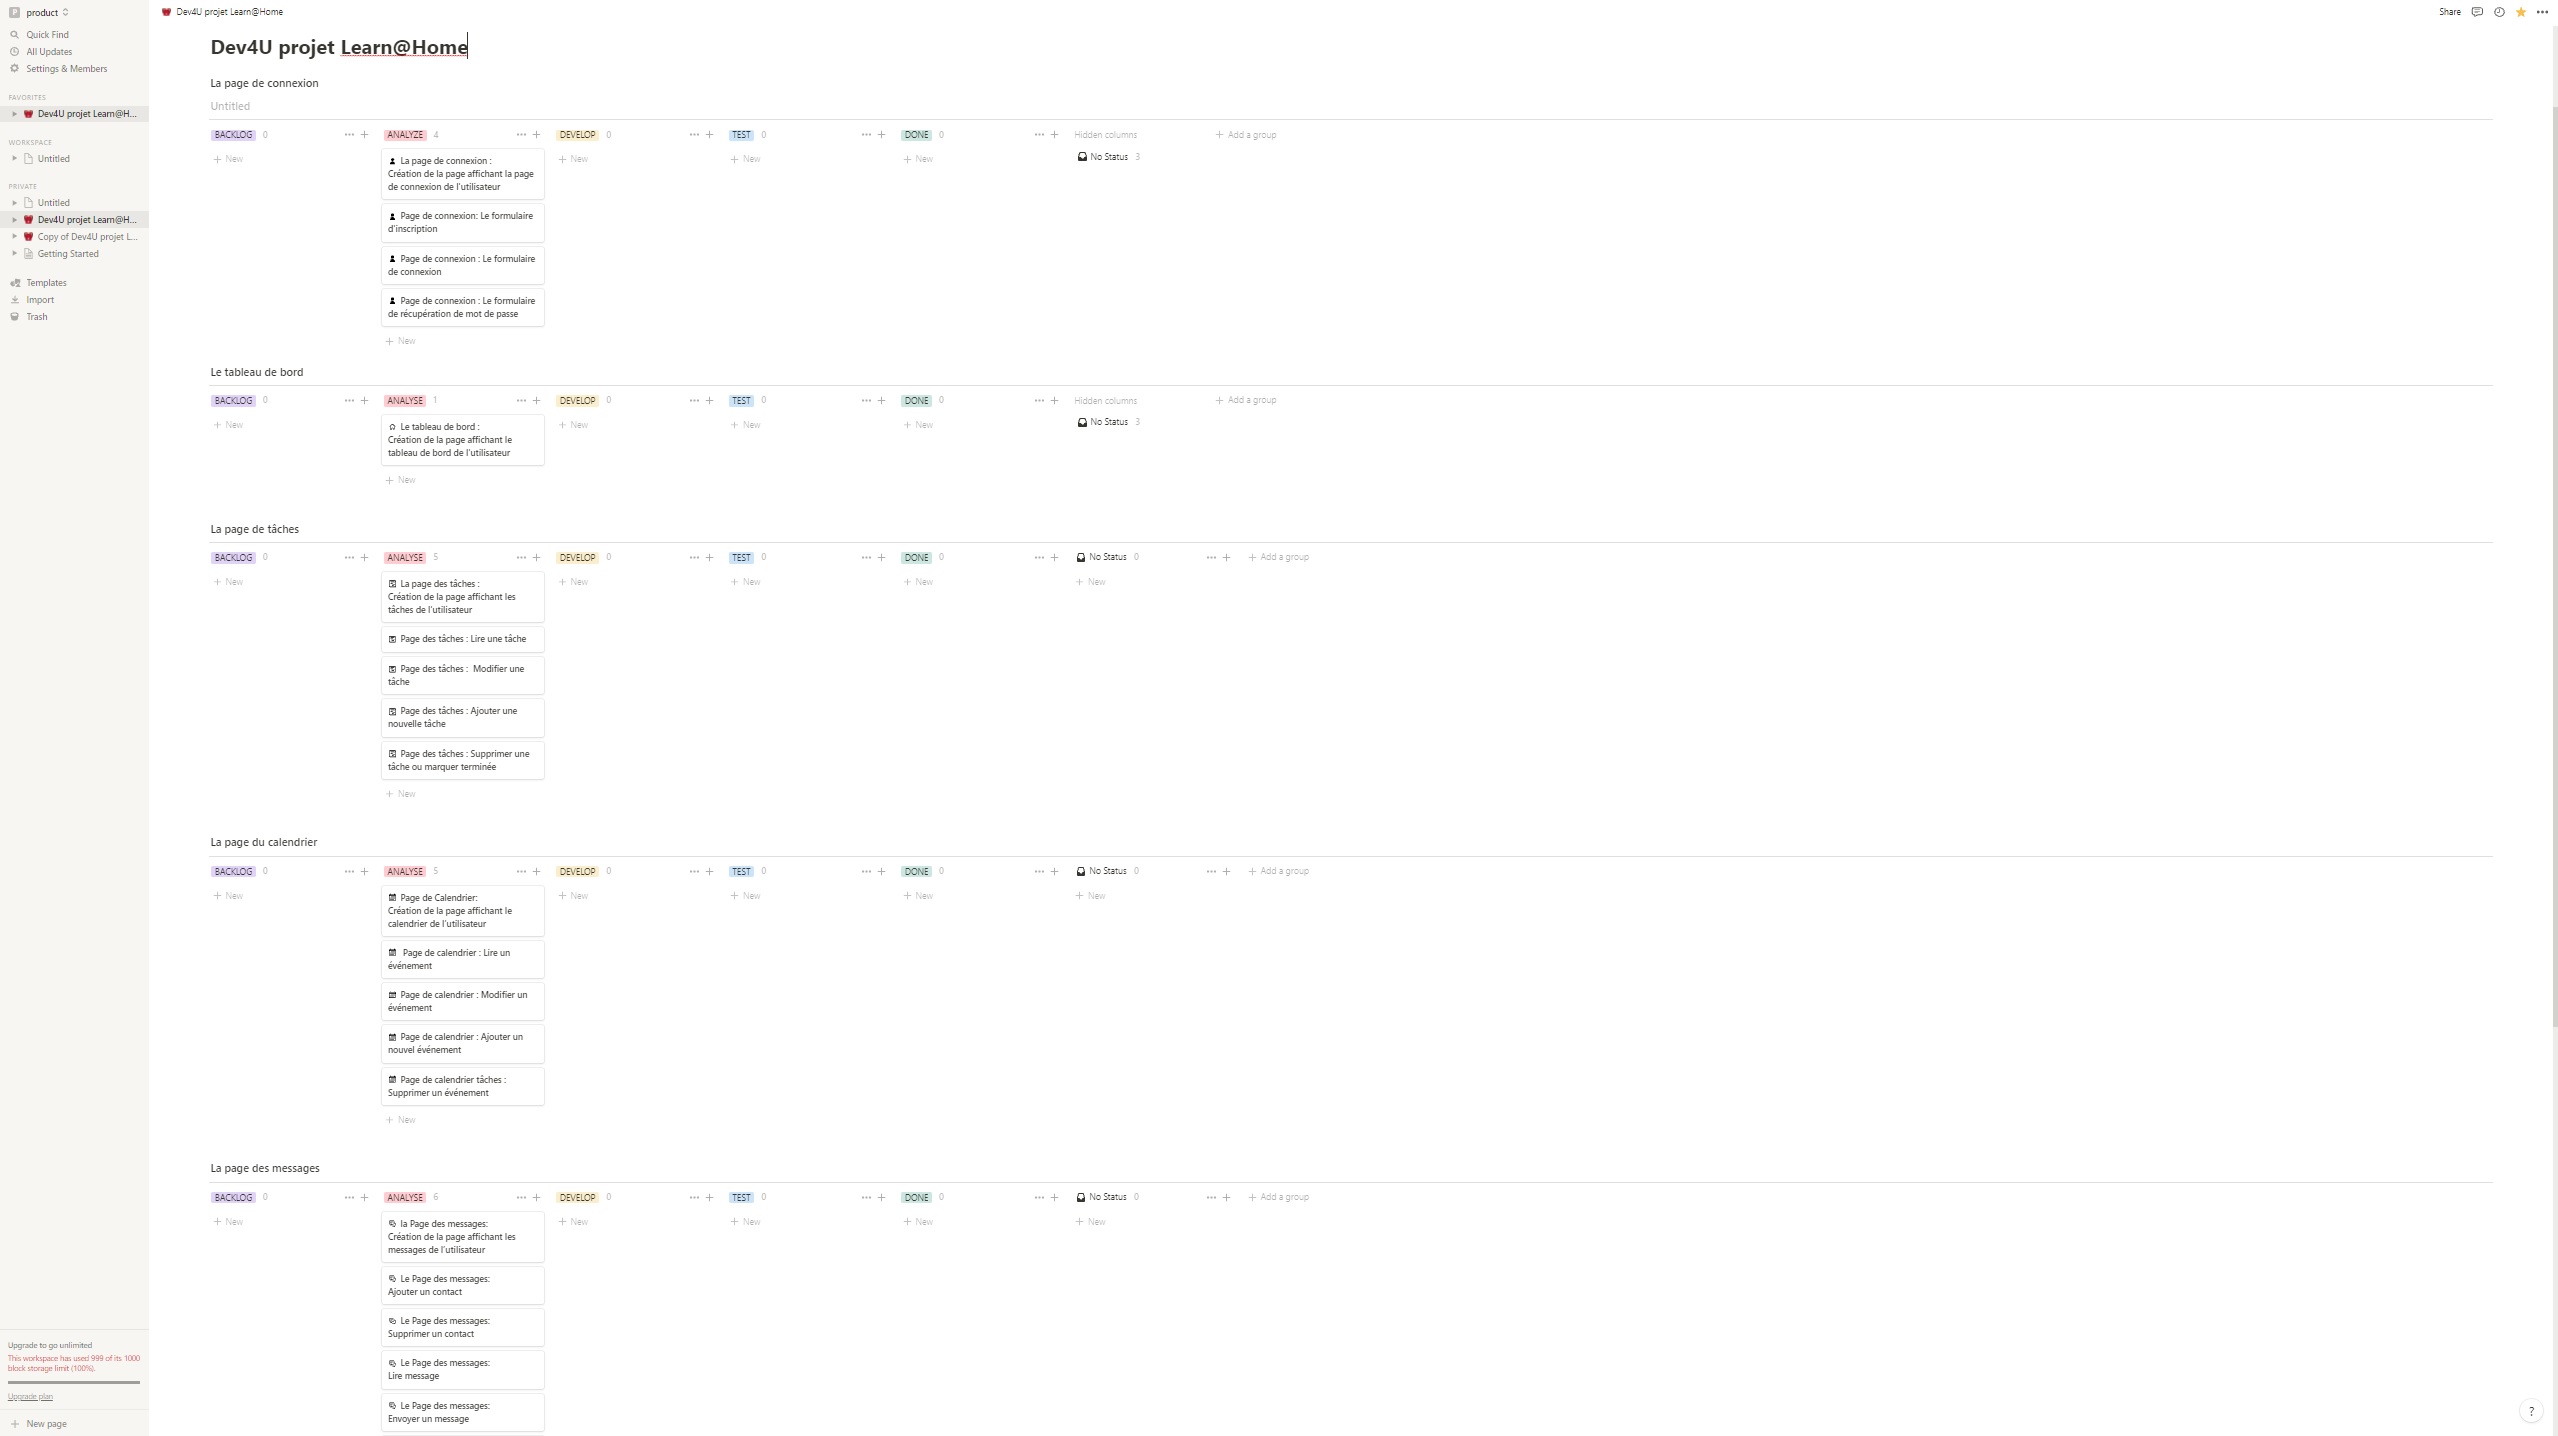 P product
Quick Find
All Updates
Settings & Members
FAVORITES
Dev4U projet Learn@H...
WORKSPACE
Untitled
PRIVATE
Untitled
Dev4U projet Learn@H...
Copy of Dev4U projet L...
Getting Started
Templates
Import
Trash
Upgrade to go unlimited
This workspace has used 999 of its 1000
block storage limit (100%).
Upgrade plan
New page
Dev4U projet Learn@Home
Share
Dev4U projet Learn@Home
La page de connexion
Untitled
BACKLOG 0 ANALYZE 4 DEVELOP 0 TEST 0 DONE 0 Hidden columns + Add a group
+ New
La page de connexion :
Création de la page affichant la page
de connexion de l'utilisateur
Page de connexion: Le formulaire
d'inscription
Page de connexion : Le formulaire
de connexion
Page de connexion : Le formulaire
de récupération de mot de passe
+ New
+ New
+ New
+ New
No Status 3
Le tableau de bord
BACKLOG 0 ANALYSE 1 DEVELOP 0 TEST 0 DONE 0 Hidden columns + Add a group
+ New
Le tableau de bord :
Création de la page affichant le
tableau de bord de l'utilisateur
+ New
+ New
+ New
+ New
No Status 3
La page de tâches
BACKLOG 0 ANALYSE 5 DEVELOP 0 TEST 0 DONE 0 No Status 0 + Add a group
+ New
La page des tâches :
Création de la page affichant les
tâches de l'utilisateur
Page des tâches : Lire une tâche
Page des tâches : Modifier une
tâche
Page des tâches : Ajouter une
nouvelle tâche
Page des tâches : Supprimer une
tâche ou marquer terminée
+ New
+ New
+ New
+ New
+ New
La page du calendrier
BACKLOG 0 ANALYSE 5 DEVELOP 0 TEST 0 DONE 0 No Status 0 + Add a group
+ New
Page de Calendrier:
Création de la page affichant le
calendrier de l'utilisateur
Page de calendrier : Lire un
événement
Page de calendrier : Modifier un
événement
Page de calendrier : Ajouter un
nouvel événement
Page de calendrier tâches :
Supprimer un événement
+ New
+ New
+ New
+ New
+ New
La page des messages
BACKLOG 0 ANALYSE 6 DEVELOP 0 TEST 0 DONE 0 No Status 0 + Add a group
+ New
la Page des messages:
Création de la page affichant les
messages de l'utilisateur
Le Page des messages:
Ajouter un contact
Le Page des messages:
Supprimer un contact
Le Page des messages:
Lire message
Le Page des messages:
Envoyer un message
+ New
+ New
+ New
+ New
?